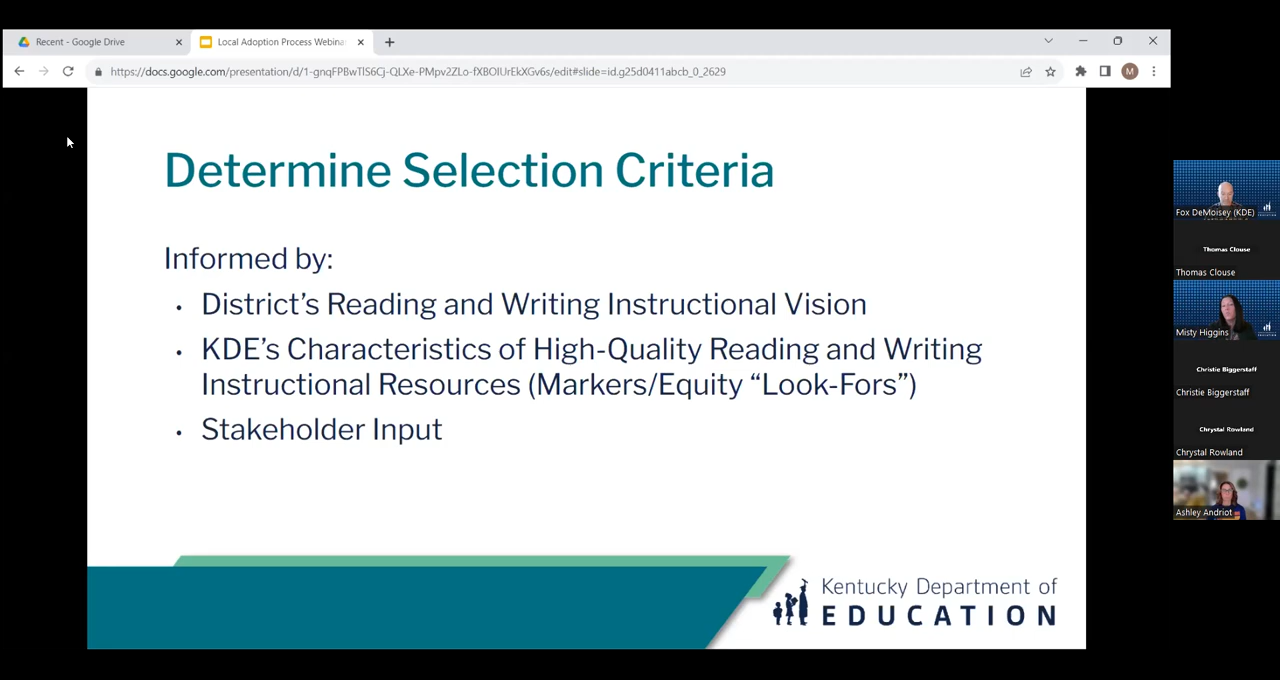 Recent - Google Drive
Local Adoption Process Webina
https://docs.google.com/presentation/d/1-gnqFPBwTlS6Cj-QLXe-PMpv2ZLo-fXBOIUrEkXGv6s/edit#slide=id.g25d0411abcb_0_2629
M
Determine Selection Criteria
Informed by:
• District's Reading and Writing Instructional Vision
• KDE's Characteristics of High-Quality Reading and Writing
Instructional Resources (Markers/Equity “Look-Fors”)
• Stakeholder Input
Kentucky Department of
EDUCATION
Fox DeMoisey (KDE)
Thomas Clouse
Thomas Clouse
Misty Higgins
Christie Biggerstaff
Christie Biggerstaff
Chrystal Rowland
Chrystal Rowland
Ashley Andriot